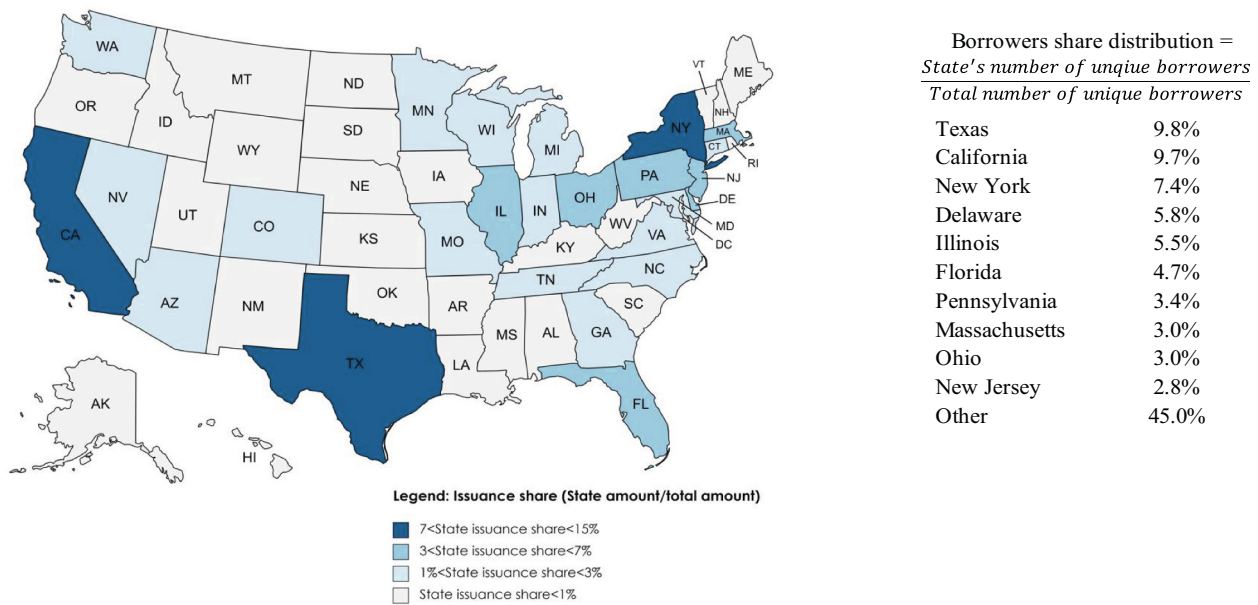 WA
MT
ND
MN
VT
ME
OR
ID
SD
WI
MI
NY
NH
MA
CT
RI
WY
IA
NE
PA
NJ
NV
UT
CO
IL
IN
OH
DE
MD
DC
CA
KS
MO
WV
VA
KY
AZ
NM
OK
TN
NC
AR
SC
MS
AL
GA
TX
LA
FL
AK
HI
Legend: Issuance share (State amount/total amount)
7<State issuance share<15%
3<State issuance share<7%
1%<State issuance share<3%
State issuance share<1%
Borrowers share distribution =
State's number of unqiue borrowers
Total number of unique borrowers
Texas 9.8%
California 9.7%
New York 7.4%
Delaware 5.8%
Illinois 5.5%
Florida 4.7%
Pennsylvania 3.4%
Massachusetts 3.0%
Ohio 3.0%
New Jersey 2.8%
Other 45.0%